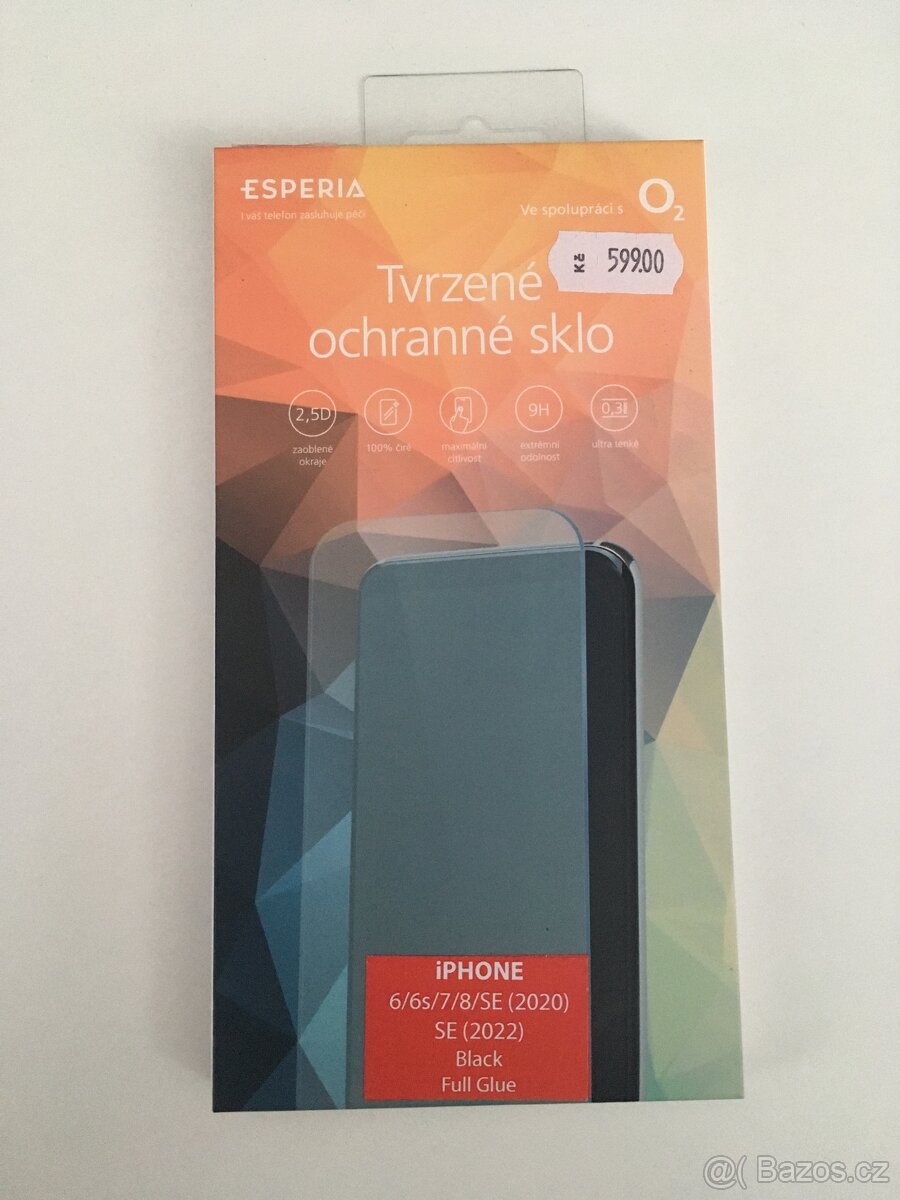 ESPERIA
I váš telefon zasluhuje péči
Ve spolupráci s O2
Kč 599.00
Tvrzené
ochranné sklo
2,5D
zaoblené
okraje
100% čiré
maximální
citlivost
9H
extrémní
odolnost
0,3
ultra tenké
iPHONE
6/6s/7/8/SE (2020)
SE (2022)
Black
Full Glue
@( Bazos.cz